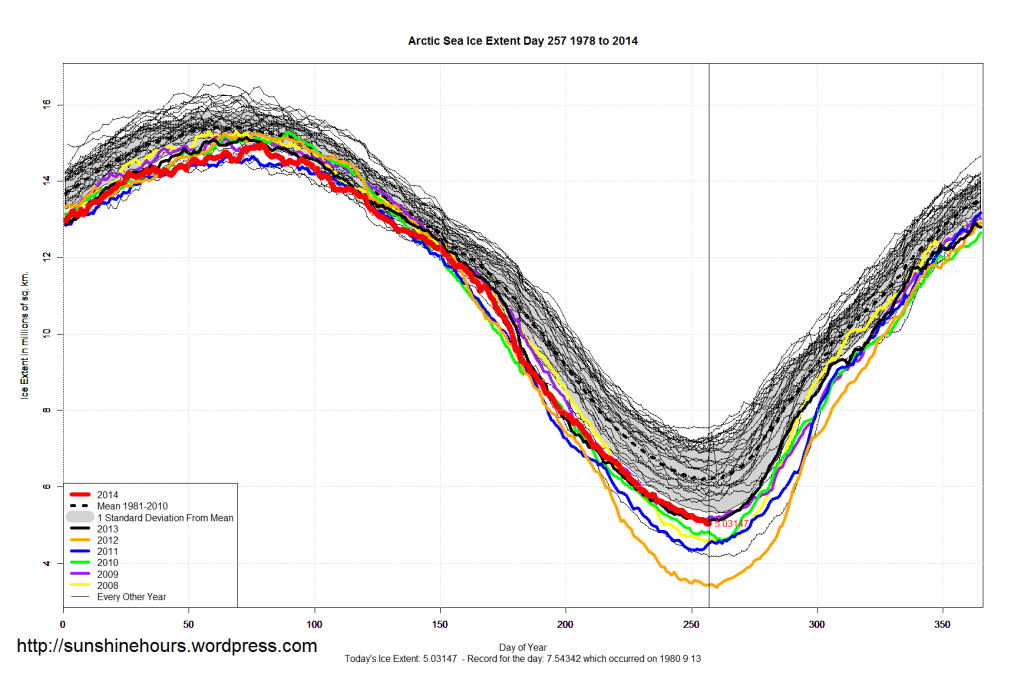 Arctic Sea Ice Extent Day 257 1978 to 2014
Ice Extent in millions of sq. km.
16
14
12
10
8
6
4
5.03147
2014
Mean 1981-2010
1 Standard Deviation From Mean
2013
2012
2011
2010
2009
2008
Every Other Year
0 50 100 150 200 250 300 350
Day of Year
http://sunshinehours.wordpress.com
Today's Ice Extent: 5.03147 - Record for the day: 7.54342 which occurred on 1980 9 13